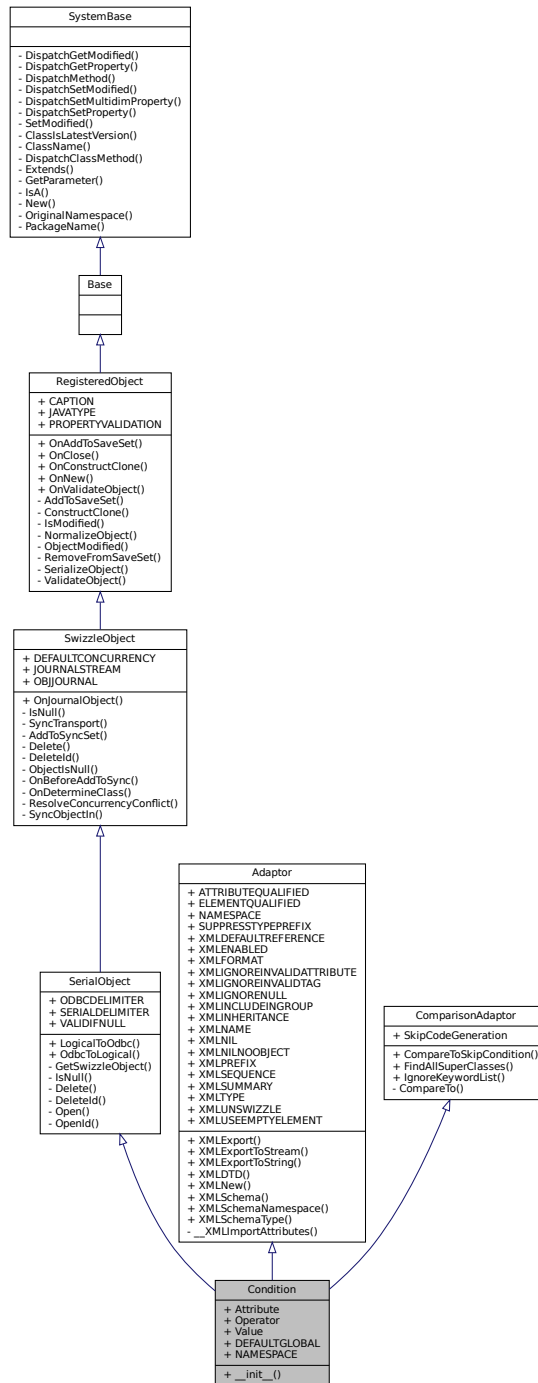 SystemBase
- DispatchGetModified()
- DispatchGetProperty()
- DispatchMethod()
- DispatchSetModified()
- DispatchSetMultidimProperty()
- DispatchSetProperty()
- SetModified()
- ClassIsLatestVersion()
- ClassName()
- DispatchClassMethod()
- Extends()
- GetParameter()
- IsA()
- New()
- OriginalNamespace()
- PackageName()
Base
RegisteredObject
+ CAPTION
+ JAVATYPE
+ PROPERTYVALIDATION
+ OnAddToSaveSet()
+ OnClose()
+ OnConstructClone()
+ OnNew()
+ OnValidateObject()
- AddToSaveSet()
- ConstructClone()
- IsModified()
- NormalizeObject()
- ObjectModified()
- RemoveFromSaveSet()
- SerializeObject()
- ValidateObject()
SwizzleObject
+ DEFAULTCONCURRENCY
+ JOURNALSTREAM
+ OBJJOURNAL
+ OnJournalObject()
- IsNull()
- SyncTransport()
- AddToSyncSet()
- Delete()
- DeleteId()
- ObjectIsNull()
- OnBeforeAddToSync()
- OnDetermineClass()
- ResolveConcurrencyConflict()
- SyncObjectIn()
SerialObject
+ ODBCDELIMITER
+ SERIALDELIMITER
+ VALIDIFNULL
+ LogicalToOdbc()
+ OdbcToLogical()
- GetSwizzleObject()
- IsNull()
- Delete()
- DeleteId()
- Open()
- OpenId()
Adaptor
+ ATTRIBUTEQUALIFIED
+ ELEMENTQUALIFIED
+ NAMESPACE
+ SUPPRESSTYPEPREFIX
+ XMLDEFAULTREFERENCE
+ XMLENABLED
+ XMLFORMAT
+ XMLIGNOREINVALIDATTRIBUTE
+ XMLIGNOREINVALIDTAG
+ XMLIGNORENULL
+ XMLINCLUDEINGROUP
+ XMLINHERITANCE
+ XMLNAME
+ XMLNIL
+ XMLNILNOOBJECT
+ XMLPREFIX
+ XMLSEQUENCE
+ XMLSUMMARY
+ XMLTYPE
+ XMLUNSWIZZLE
+ XMLUSEEMPTYELEMENT
+ XMLExport()
+ XMLExportToStream()
+ XMLExportToString()
+ XMLDTD()
+ XMLNew()
+ XMLSchema()
+ XMLSchemaNamespace()
+ XMLSchemaType()
- __XMLImportAttributes()
ComparisonAdaptor
+ SkipCodeGeneration
+ CompareToSkipCondition()
+ FindAllSuperClasses()
+ IgnoreKeywordList()
- CompareTo()
Condition
+ Attribute
+ Operator
+ Value
+ DEFAULTGLOBAL
+ NAMESPACE
+ __init__()